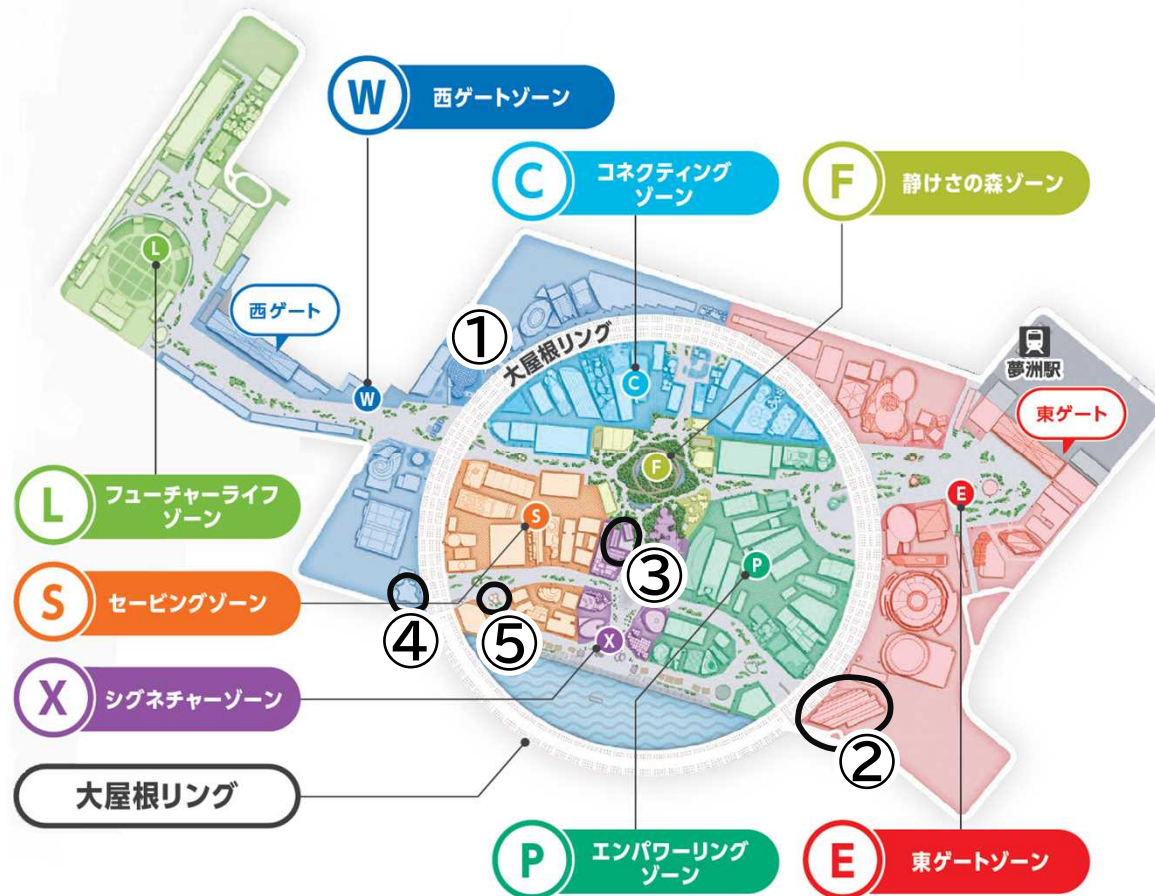 W 西ゲートゾーン
C コネクティング
ゾーン
F 静けさの森ゾーン
L
西ゲート
①
大屋根リング
夢洲駅
C
W
東ゲート
F
E
L フューチャーライフ
ゾーン
S
③
P
S セービングゾーン
④
⑤
X
X シグネチャーゾーン
②
大屋根リング
P エンパワーリング
ゾーン
E 東ゲートゾーン